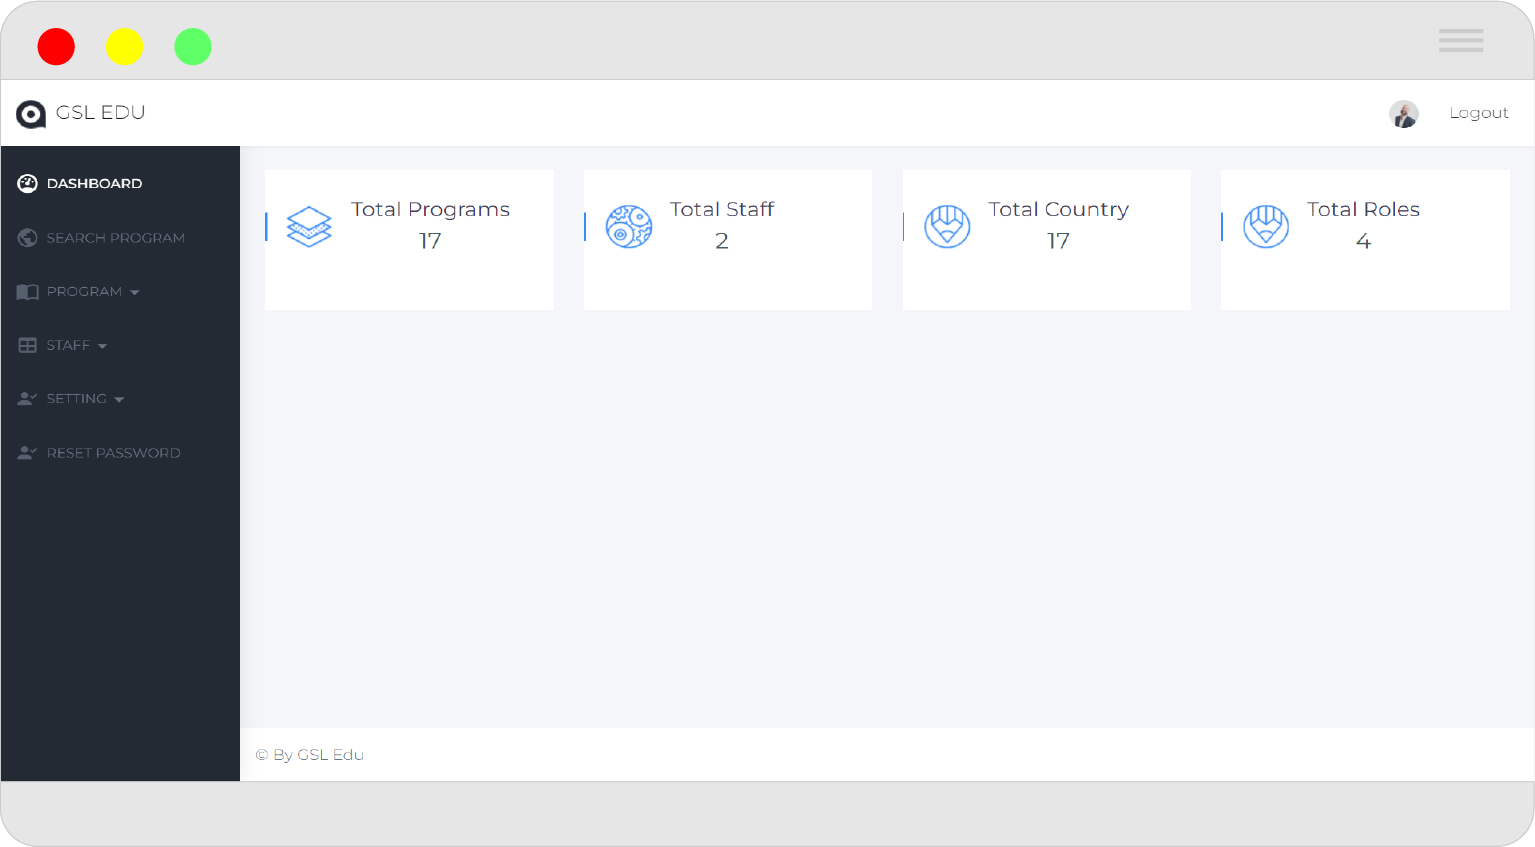 GSL EDU
Logout
DASHBOARD
SEARCH PROGRAM
PROGRAM
STAFF
SETTING
RESET PASSWORD
Total Programs
17
Total Staff
2
Total Country
17
Total Roles
4
© By GSL Edu